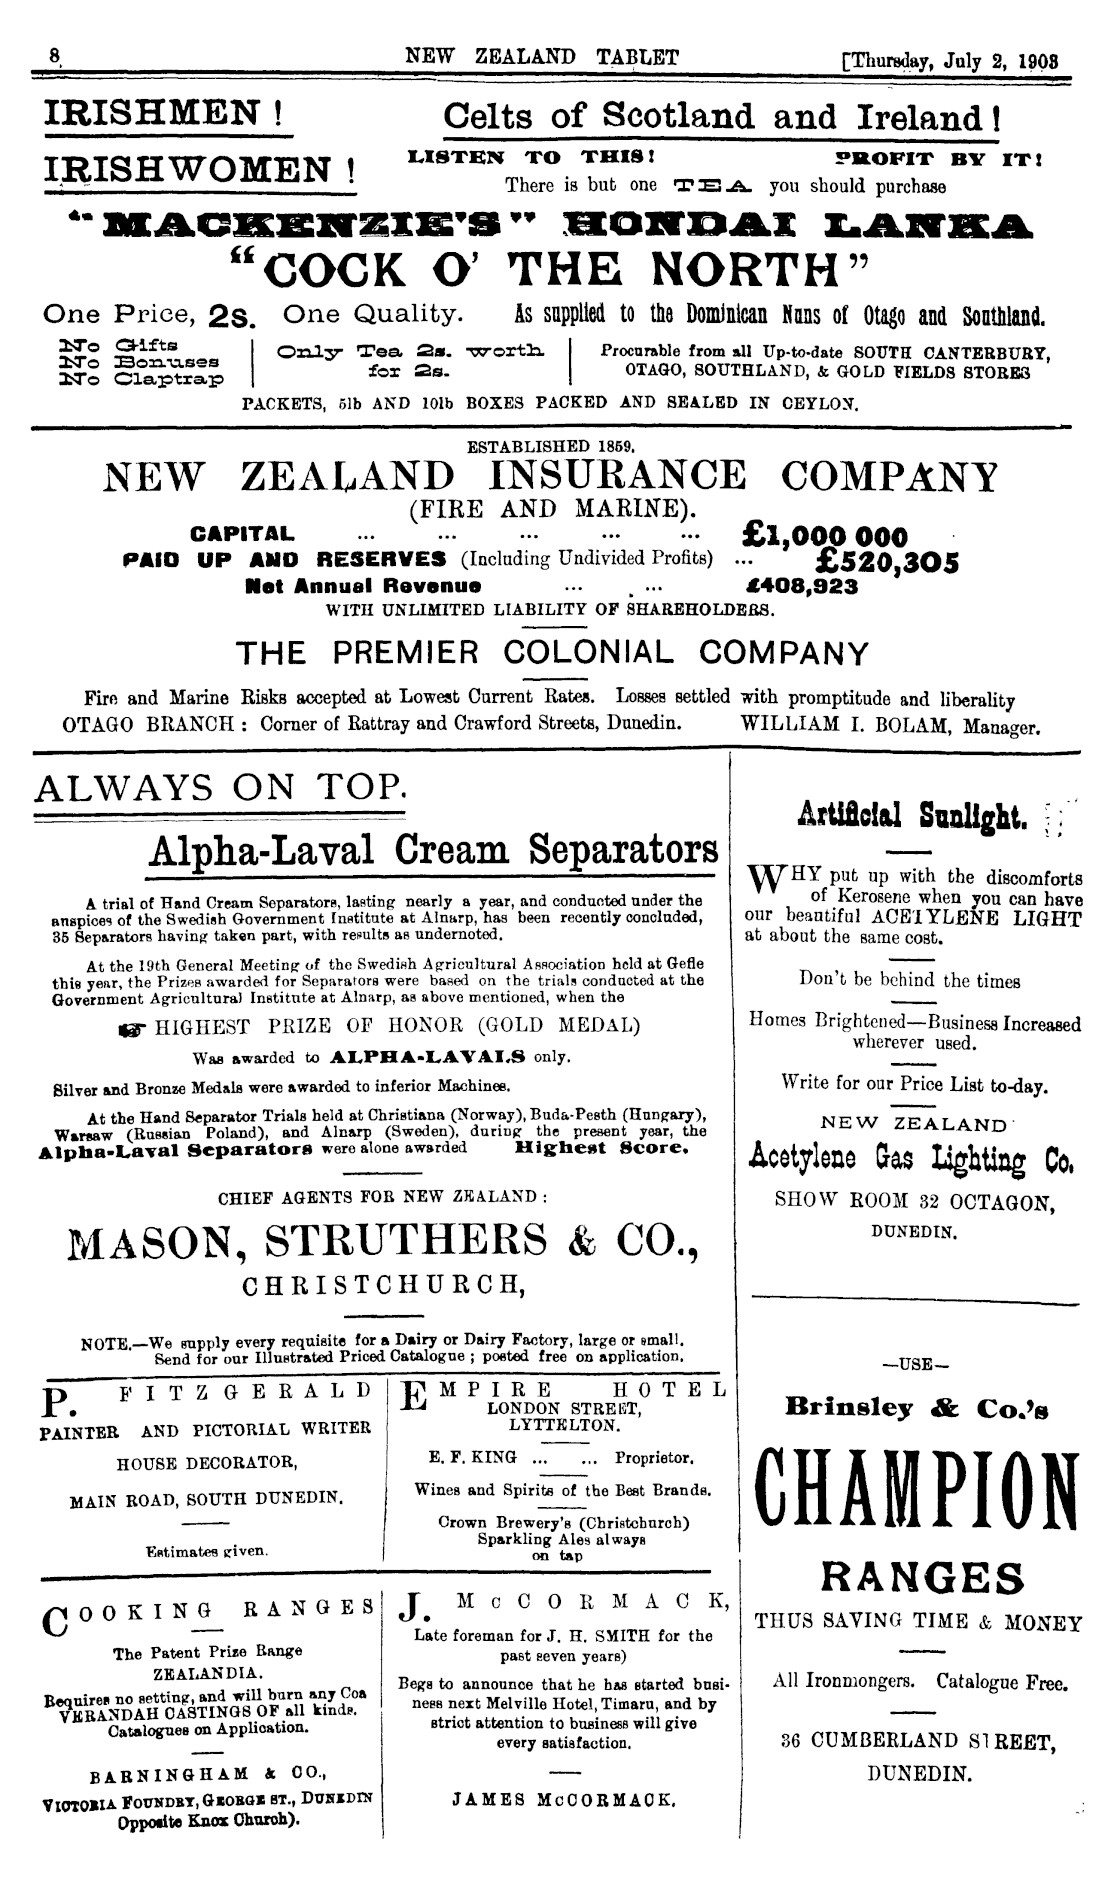 8
NEW ZEALAND TABLET
[Thursday, July 2, 1903
IRISHMEN !
IRISHWOMEN !
Celts of Scotland and Ireland !
LISTEN TO THIS! PROFIT BY IT!
There is but one TEA you should purchase
"MACKENZIE'S" HONDAI LANKA
"COCK O' THE NORTH"
One Price, 2s. One Quality. As supplied to the Dominican Nuns of Otago and Southland.
No Gifts
No Bonuses
No Claptrap
Only Tea 2s. worth
for 2s.
Procurable from all Up-to-date SOUTH CANTERBURY,
OTAGO, SOUTHLAND, & GOLD FIELDS STORES
PACKETS, 5lb AND 10lb BOXES PACKED AND SEALED IN CEYLON.
ESTABLISHED 1859.
NEW ZEALAND INSURANCE COMPANY
(FIRE AND MARINE).
CAPITAL ... ... ... ... ... £1,000 000
PAID UP AND RESERVES (Including Undivided Profits) ... £520,305
Net Annual Revenue ... ... £408,923
WITH UNLIMITED LIABILITY OF SHAREHOLDERS.
THE PREMIER COLONIAL COMPANY
Fire and Marine Risks accepted at Lowest Current Rates. Losses settled with promptitude and liberality
OTAGO BRANCH : Corner of Rattray and Crawford Streets, Dunedin. WILLIAM I. BOLAM, Manager.
ALWAYS ON TOP.
Alpha-Laval Cream Separators
A trial of Hand Cream Separators, lasting nearly a year, and conducted under the
auspices of the Swedish Government Institute at Alnarp, has been recently concluded,
35 Separators having taken part, with results as undernoted.
At the 19th General Meeting of the Swedish Agricultural Association held at Gefle
this year, the Prizes awarded for Separators were based on the trials conducted at the
Government Agricultural Institute at Alnarp, as above mentioned, when the
☛ HIGHEST PRIZE OF HONOR (GOLD MEDAL)
Was awarded to ALPHA-LAVALS only.
Silver and Bronze Medals were awarded to inferior Machines.
At the Hand Separator Trials held at Christiana (Norway), Buda-Pesth (Hungary),
Warsaw (Russian Poland), and Alnarp (Sweden), during the present year, the
Alpha-Laval Separators were alone awarded Highest Score.
CHIEF AGENTS FOR NEW ZEALAND :
MASON, STRUTHERS & CO.,
CHRISTCHURCH,
NOTE.—We supply every requisite for a Dairy or Dairy Factory, large or small.
Send for our Illustrated Priced Catalogue ; posted free on application.
P. FITZGERALD
PAINTER AND PICTORIAL WRITER
HOUSE DECORATOR,
MAIN ROAD, SOUTH DUNEDIN.
Estimates given.
EMPIRE HOTEL
LONDON STREET,
LYTTELTON.
E. F. KING ... ... Proprietor.
Wines and Spirits of the Best Brands.
Crown Brewery's (Christchurch)
Sparkling Ales always
on tap
COOKING RANGES
The Patent Prize Range
ZEALANDIA.
Requires no setting, and will burn any Coa
VERANDAH CASTINGS OF all kinds.
Catalogues on Application.
BARNINGHAM & CO.,
VICTORIA FOUNDRY, GEORGE ST., DUNEDIN
Opposite Knox Church).
J. McCORMACK,
Late foreman for J. H. SMITH for the
past seven years)
Begs to announce that he has started busi-
ness next Melville Hotel, Timaru, and by
strict attention to business will give
every satisfaction.
JAMES McCORMACK.
Artificial Sunlight.
WHY put up with the discomforts
of Kerosene when you can have
our beautiful ACETYLENE LIGHT
at about the same cost.
Don't be behind the times
Homes Brightened—Business Increased
wherever used.
Write for our Price List to-day.
NEW ZEALAND
Acetylene Gas Lighting Co.
SHOW ROOM 32 OCTAGON,
DUNEDIN.
—USE—
Brinsley & Co.'s
CHAMPION
RANGES
THUS SAVING TIME & MONEY
All Ironmongers. Catalogue Free.
36 CUMBERLAND STREET,
DUNEDIN.